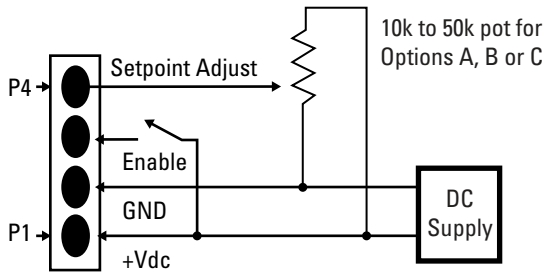 10k to 50k pot for
Options A, B or C
Setpoint Adjust
P4
Enable
GND
DC
Supply
P1
+Vdc